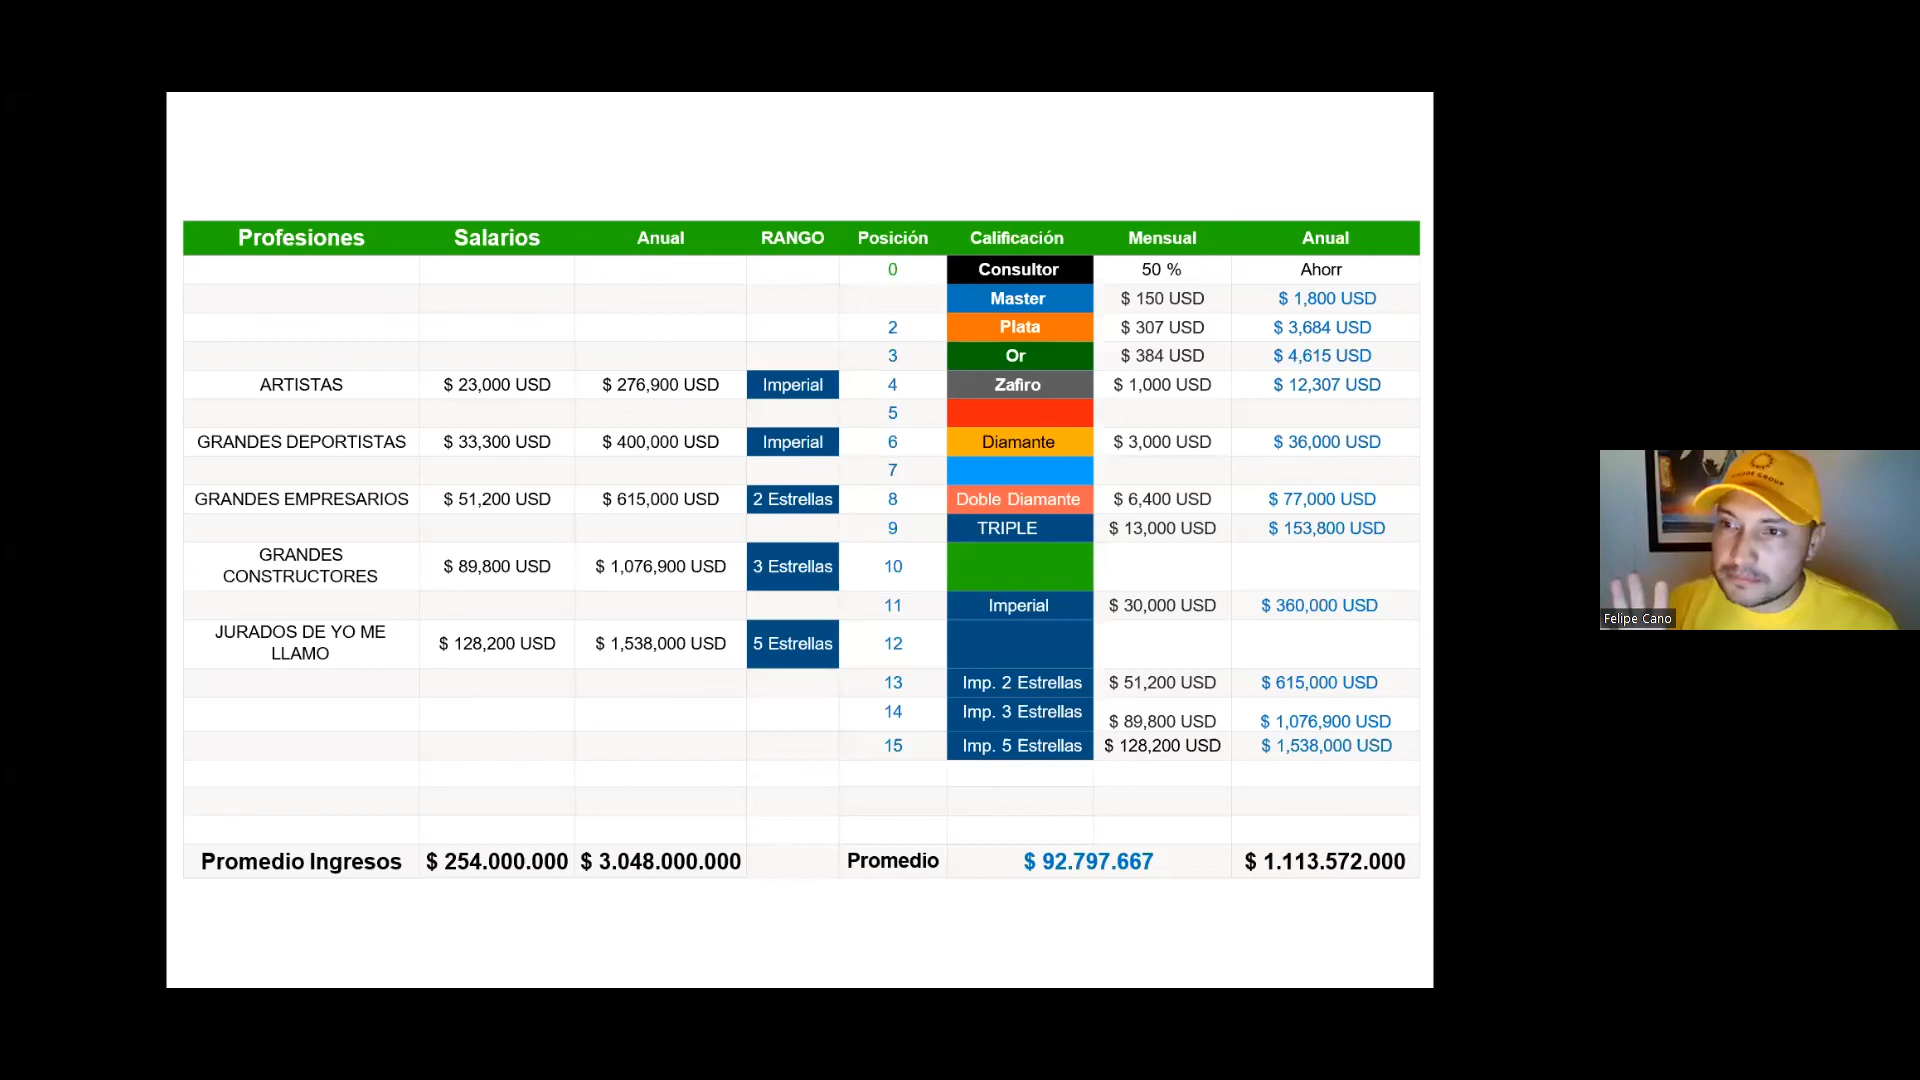 Profesiones Salarios Anual RANGO Posición Calificación Mensual Anual
0 Consultor 50 % Ahorr
Master $ 150 USD $ 1,800 USD
2 Plata $ 307 USD $ 3,684 USD
3 Or $ 384 USD $ 4,615 USD
ARTISTAS $ 23,000 USD $ 276,900 USD Imperial 4 Zafiro $ 1,000 USD $ 12,307 USD
5
GRANDES DEPORTISTAS $ 33,300 USD $ 400,000 USD Imperial 6 Diamante $ 3,000 USD $ 36,000 USD
7
GRANDES EMPRESARIOS $ 51,200 USD $ 615,000 USD 2 Estrellas 8 Doble Diamante $ 6,400 USD $ 77,000 USD
9 TRIPLE $ 13,000 USD $ 153,800 USD
GRANDES
CONSTRUCTORES $ 89,800 USD $ 1,076,900 USD 3 Estrellas 10
11 Imperial $ 30,000 USD $ 360,000 USD
JURADOS DE YO ME
LLAMO $ 128,200 USD $ 1,538,000 USD 5 Estrellas 12
13 Imp. 2 Estrellas $ 51,200 USD $ 615,000 USD
14 Imp. 3 Estrellas $ 89,800 USD $ 1,076,900 USD
15 Imp. 5 Estrellas $ 128,200 USD $ 1,538,000 USD
Promedio Ingresos $ 254.000.000 $ 3.048.000.000 Promedio $ 92.797.667 $ 1.113.572.000
Felipe Cano